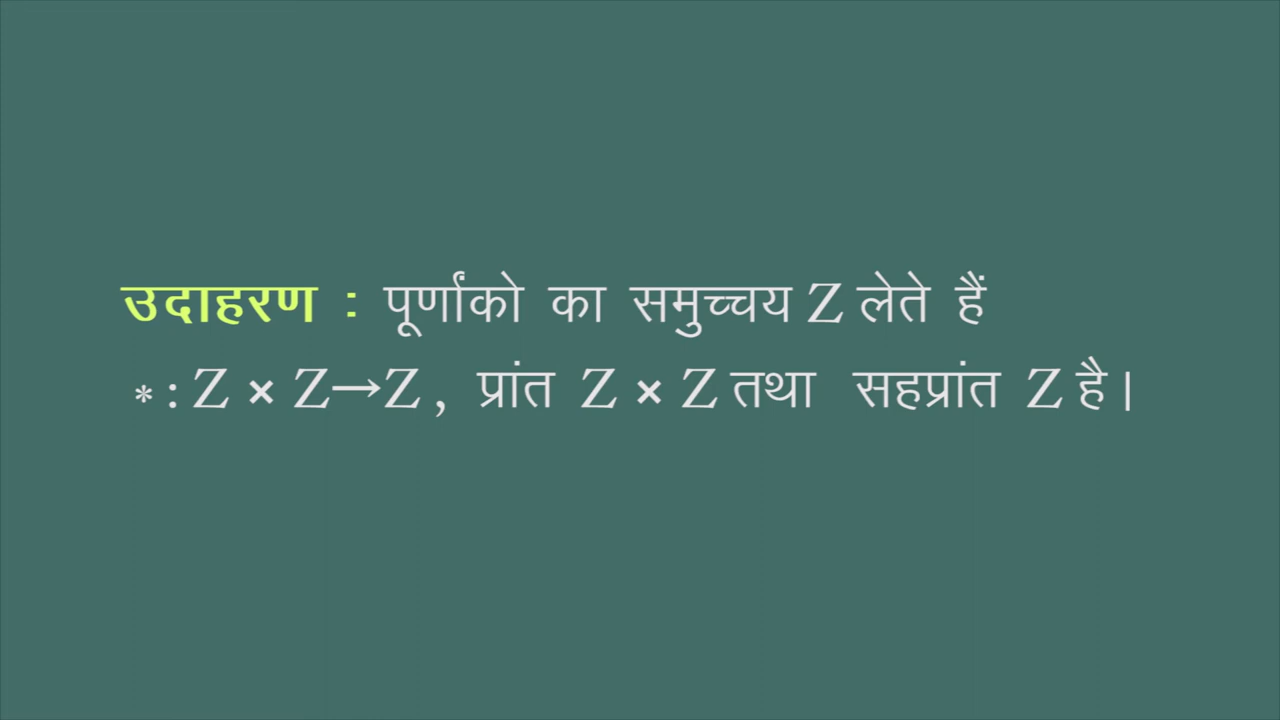 उदाहरण : पूर्णांको का समुच्चय Z लेते हैं
* : Z × Z→Z , प्रांत Z × Z तथा सहप्रांत Z है।